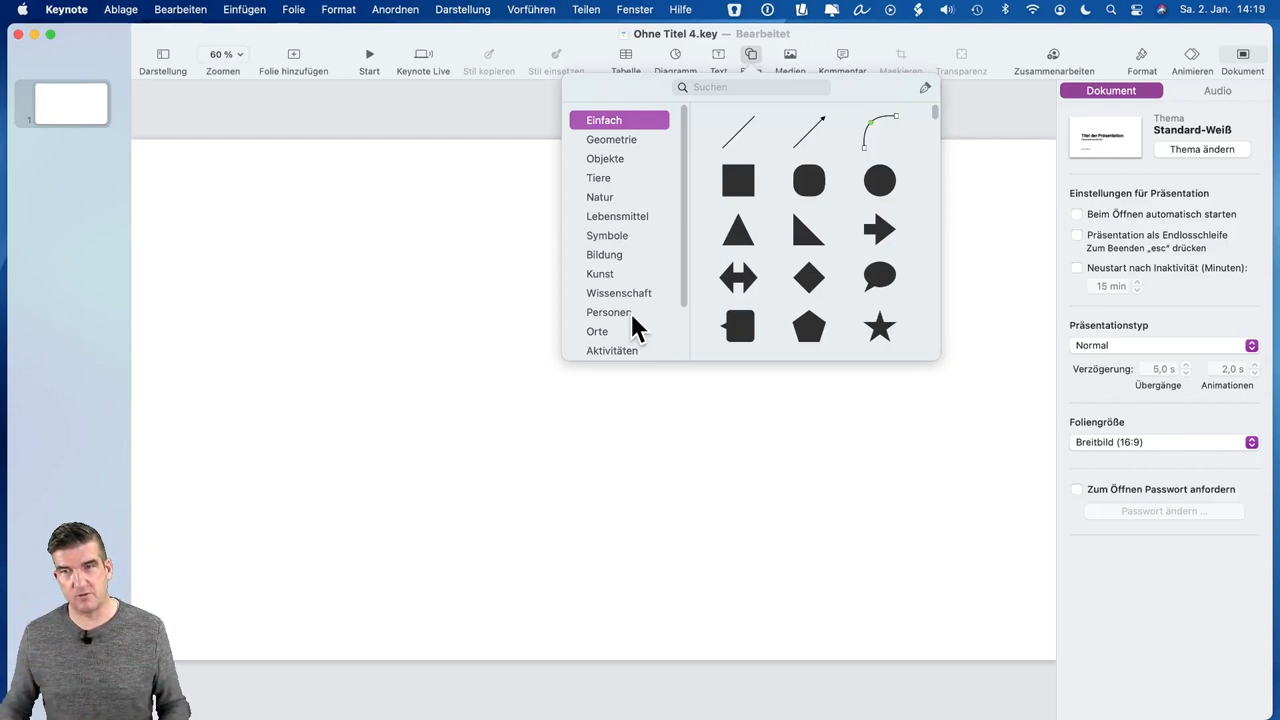 Keynote Ablage Bearbeiten Einfügen Folie Format Anordnen Darstellung Vorführen Teilen Fenster Hilfe Sa. 2. Jan. 14:19
Ohne Titel 4.key — Bearbeitet
60 %
Darstellung Zoomen Folie hinzufügen Start Keynote Live Stil kopieren Stil einsetzen Tabelle Diagramm Text Medien Kommentar Maskieren Transparenz Zusammenarbeiten Format Animieren Dokument
Suchen
Einfach
Geometrie
Objekte
Tiere
Natur
Lebensmittel
Symbole
Bildung
Kunst
Wissenschaft
Personen
Orte
Aktivitäten
1
Dokument Audio
Titel der Präsentation
Thema
Standard-Weiß
Thema ändern
Einstellungen für Präsentation
Beim Öffnen automatisch starten
Präsentation als Endlosschleife
Zum Beenden „esc“ drücken
Neustart nach Inaktivität (Minuten):
15 min
Präsentationstyp
Normal
Verzögerung: 5,0 s 2,0 s
Übergänge Animationen
Foliengröße
Breitbild (16:9)
Zum Öffnen Passwort anfordern
Passwort ändern ...